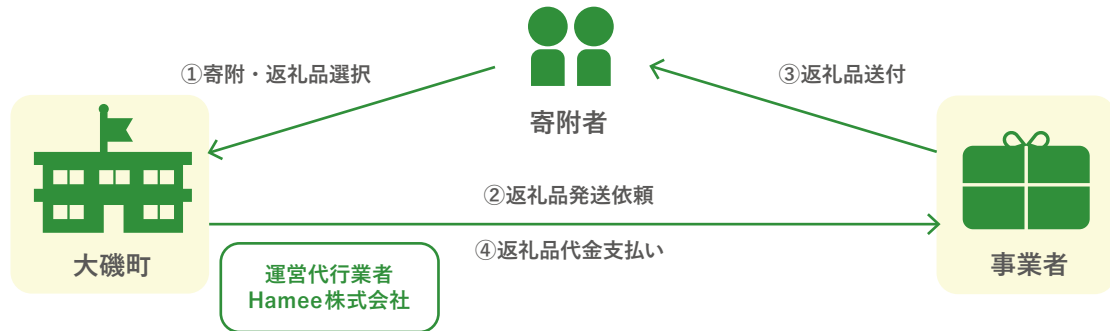 ①寄附・返礼品選択
③返礼品送付
寄附者
②返礼品発送依頼
④返礼品代金支払い
大磯町
運営代行業者
Hamee株式会社
事業者